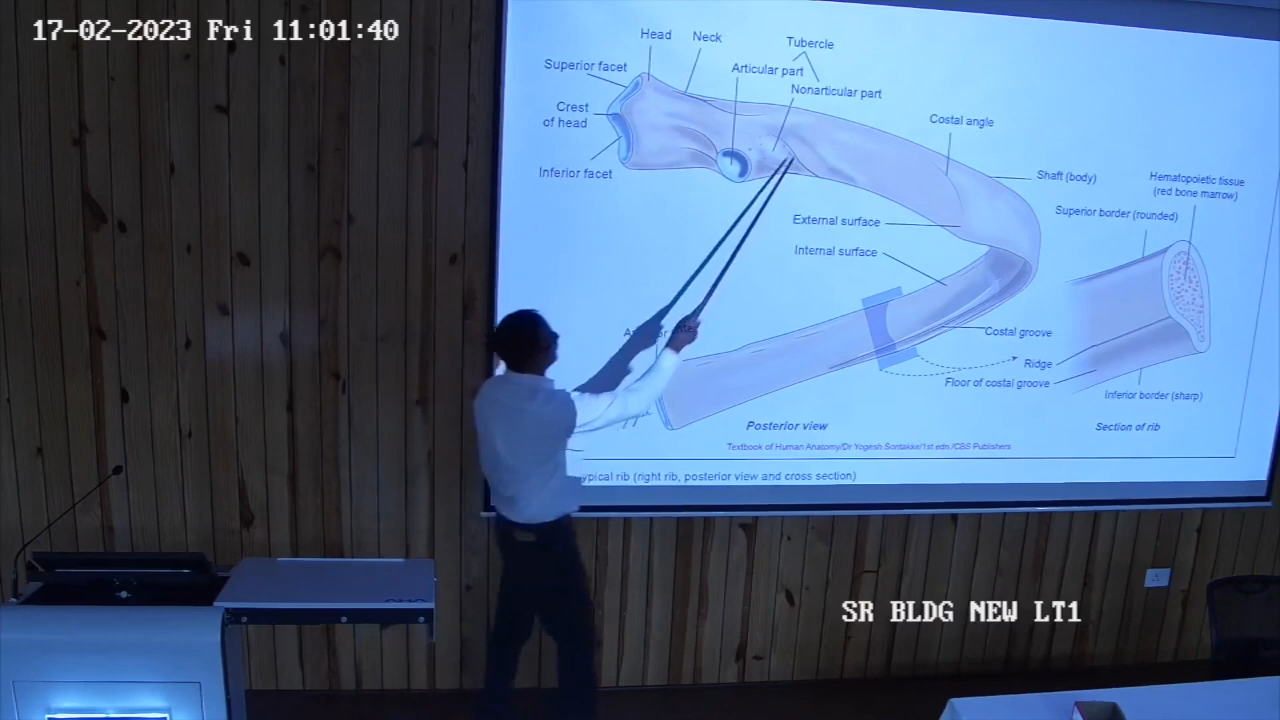 17-02-2023 Fri 11:01:40
Head
Neck
Tubercle
Superior facet
Articular part
Nonarticular part
Crest
of head
Costal angle
Inferior facet
Shaft (body)
Hematopoietic tissue
(red bone marrow)
Superior border (rounded)
External surface
Internal surface
Costal groove
Ridge
Floor of costal groove
Inferior border (sharp)
Posterior view
Section of rib
Textbook of Human Anatomy/Dr Yogesh Sontakke/1st edn./CBS Publishers
ypical rib (right rib, posterior view and cross section)
SR BLDG NEW LT1